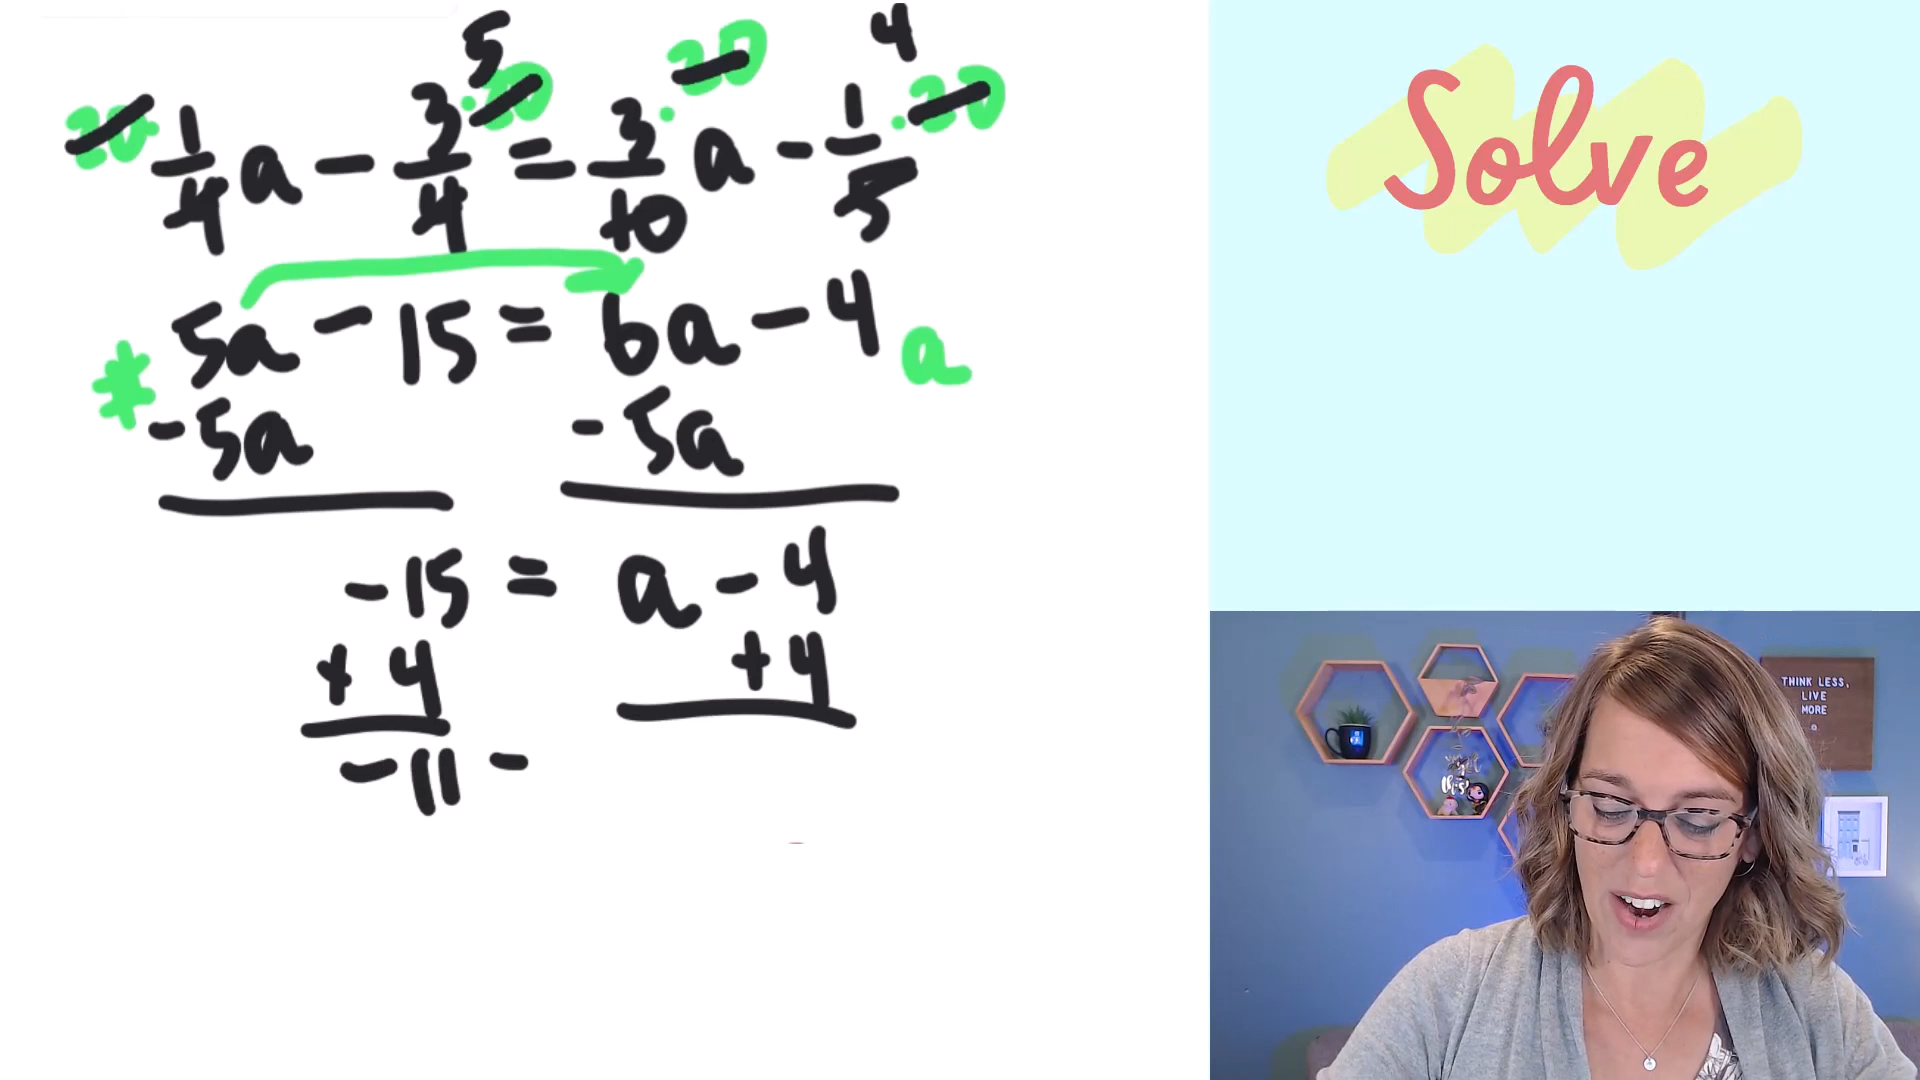 5 20 4
20 · 1/4 a - 3/4 · 20 = 3/10 a · - 1/5 · 20
5a - 15 = 6a - 4 a
* - 5a - 5a
-15 = a - 4
+ 4 + 4
-11 -
Solve
THINK LESS,
LIVE
MORE